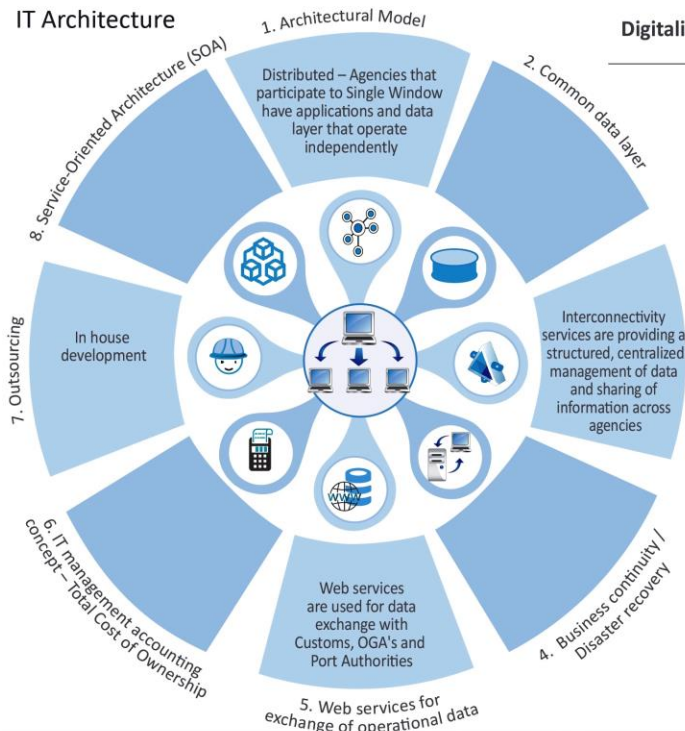 IT Architecture
Digitali
1. Architectural Model
Distributed – Agencies that
participate to Single Window
have applications and data
layer that operate
independently
2. Common data layer
Interconnectivity
services are providing a
structured, centralized
management of data
and sharing of
information across
agencies
4. Business continuity /
Disaster recovery
Web services
are used for data
exchange with
Customs, OGA's and
Port Authorities
5. Web services for
exchange of operational data
6. IT management accounting
concept – Total Cost of
Ownership
7. Outsourcing
In house
development
8. Service-Oriented Architecture (SOA)
WWW